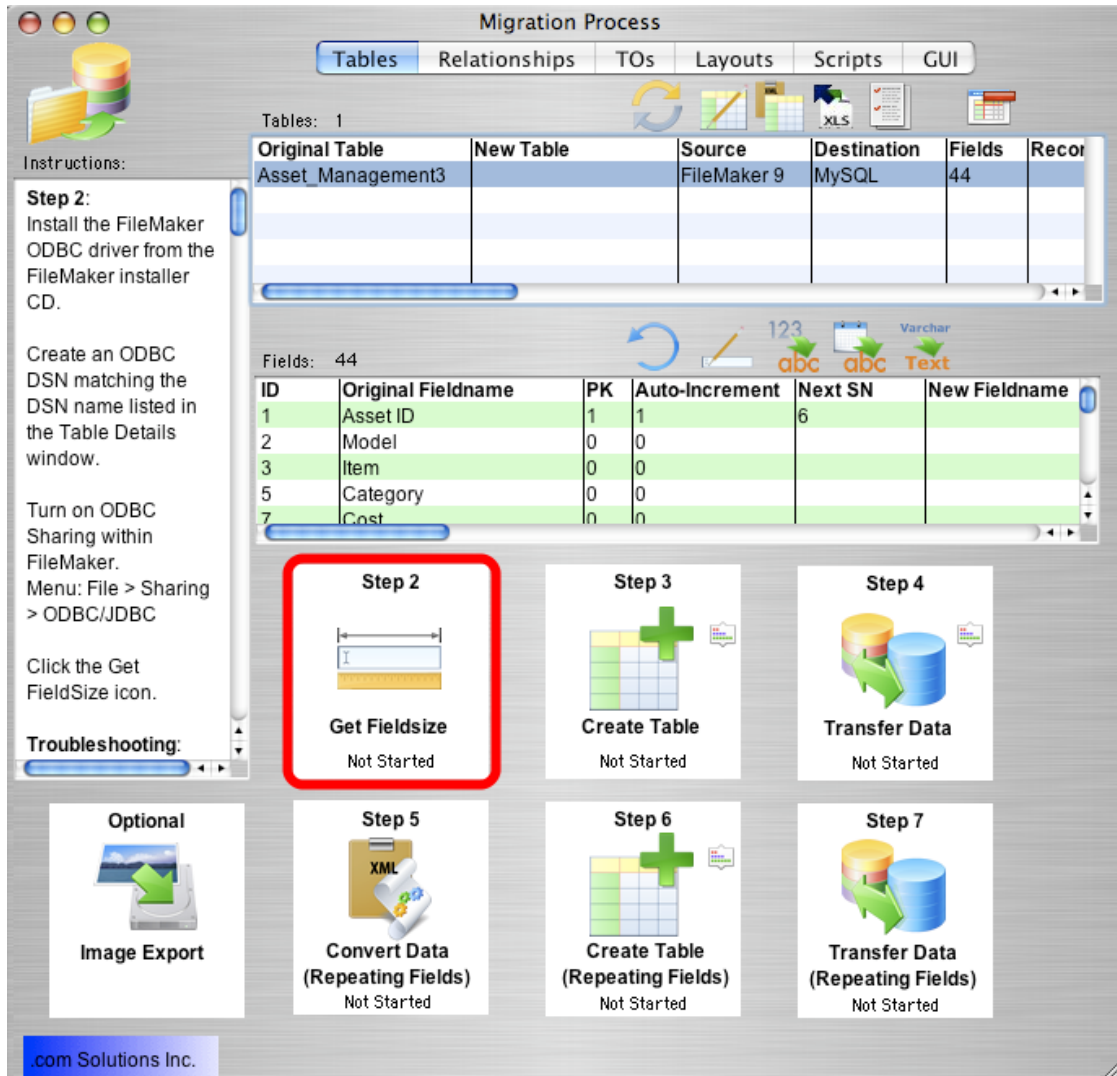 Migration Process
Tables Relationships TOs Layouts Scripts GUI
Tables: 1
XML
XLS
Original Table New Table Source Destination Fields Recor
Asset_Management3 FileMaker 9 MySQL 44
Instructions:
Step 2:
Install the FileMaker
ODBC driver from the
FileMaker installer
CD.
Create an ODBC
DSN matching the
DSN name listed in
the Table Details
window.
Turn on ODBC
Sharing within
FileMaker.
Menu: File > Sharing
> ODBC/JDBC
Click the Get
FieldSize icon.
Troubleshooting:
Fields: 44
123 abc
abc
Varchar Text
ID Original Fieldname PK Auto-Increment Next SN New Fieldname
1 Asset ID 1 1 6
2 Model 0 0
3 Item 0 0
5 Category 0 0
7 Cost 0 0
Step 2
Get Fieldsize
Not Started
Step 3
Create Table
Not Started
Step 4
Transfer Data
Not Started
Optional
Image Export
Step 5
XML
Convert Data
(Repeating Fields)
Not Started
Step 6
Create Table
(Repeating Fields)
Not Started
Step 7
Transfer Data
(Repeating Fields)
Not Started
.com Solutions Inc.